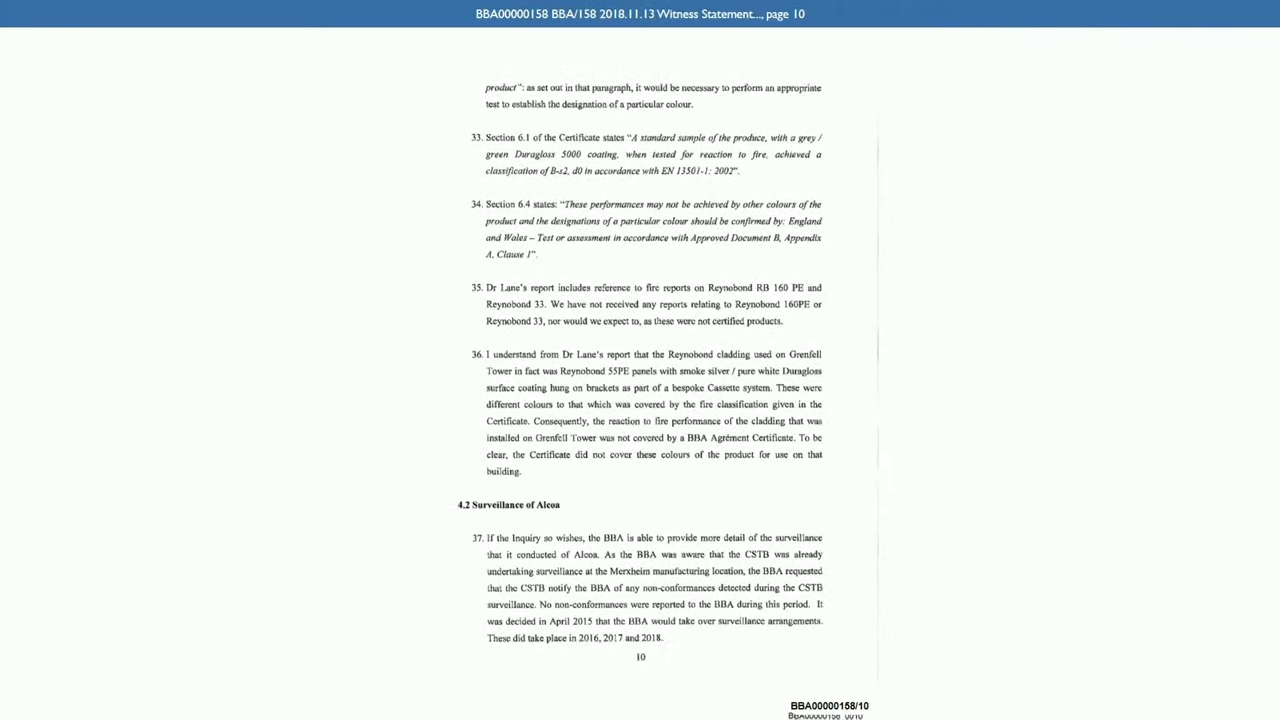 BBA00000158 BBA/158 2018.11.13 Witness Statement..., page 10
product": as set out in that paragraph, it would be necessary to perform an appropriate
test to establish the designation of a particular colour.
33. Section 6.1 of the Certificate states "A standard sample of the produce, with a grey /
green Duragloss 5000 coating, when tested for reaction to fire, achieved a
classification of B-s2, d0 in accordance with EN 13501-1: 2002".
34. Section 6.4 states: "These performances may not be achieved by other colours of the
product and the designations of a particular colour should be confirmed by: England
and Wales – Test or assessment in accordance with Approved Document B, Appendix
A, Clause 1".
35. Dr Lane's report includes reference to fire reports on Reynobond RB 160 PE and
Reynobond 33. We have not received any reports relating to Reynobond 160PE or
Reynobond 33, nor would we expect to, as these were not certified products.
36. I understand from Dr Lane's report that the Reynobond cladding used on Grenfell
Tower in fact was Reynobond 55PE panels with smoke silver / pure white Duragloss
surface coating hung on brackets as part of a bespoke Cassette system. These were
different colours to that which was covered by the fire classification given in the
Certificate. Consequently, the reaction to fire performance of the cladding that was
installed on Grenfell Tower was not covered by a BBA Agrément Certificate. To be
clear, the Certificate did not cover these colours of the product for use on that
building.
4.2 Surveillance of Alcoa
37. If the Inquiry so wishes, the BBA is able to provide more detail of the surveillance
that it conducted of Alcoa. As the BBA was aware that the CSTB was already
undertaking surveillance at the Merxheim manufacturing location, the BBA requested
that the CSTB notify the BBA of any non-conformances detected during the CSTB
surveillance. No non-conformances were reported to the BBA during this period. It
was decided in April 2015 that the BBA would take over surveillance arrangements.
These did take place in 2016, 2017 and 2018.
10
BBA00000158/10
BBA00000158_0010